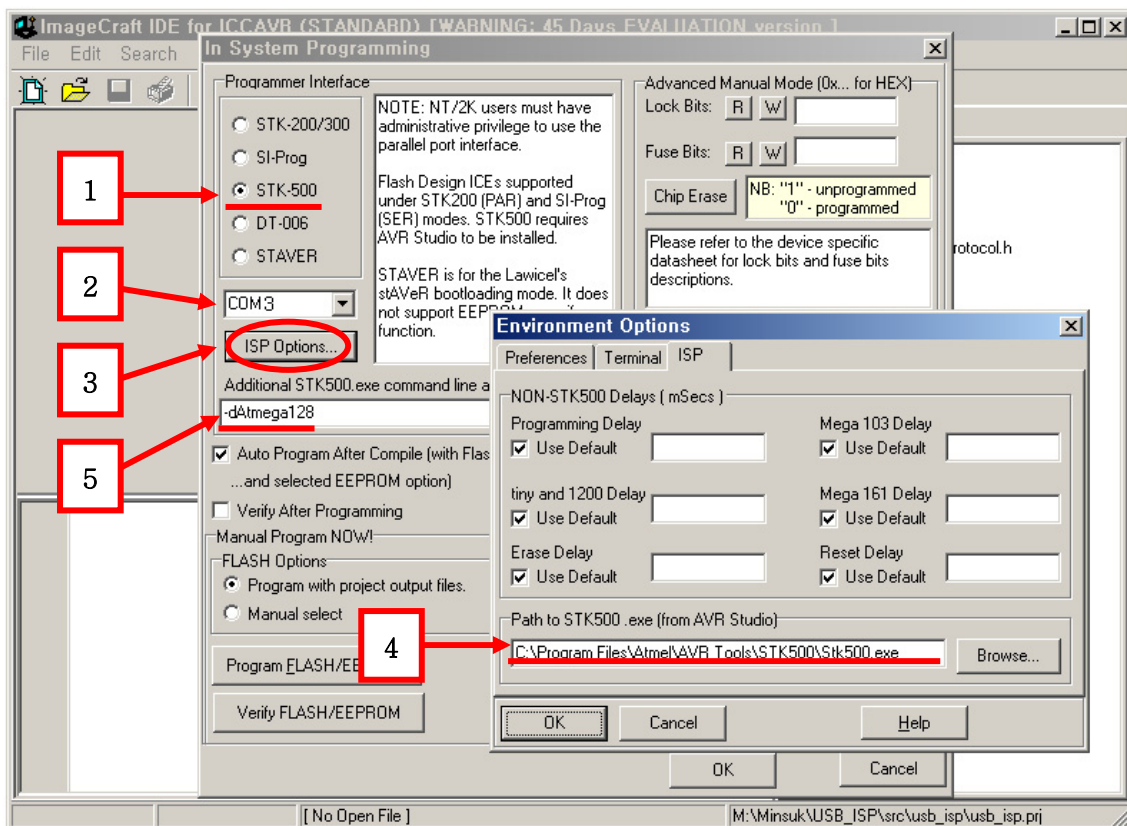 ImageCraft IDE for ICCAVR (STANDARD) [WARNING: 45 Days EVALUATION version ]
File Edit Search
In System Programming
Programmer Interface
STK-200/300
SI-Prog
STK-500
DT-006
STAVER
NOTE: NT/2K users must have
administrative privilege to use the
parallel port interface.
Flash Design ICEs supported
under STK200 (PAR) and SI-Prog
(SER) modes. STK500 requires
AVR Studio to be installed.
STAVER is for the Lawicel's
stAVeR bootloading mode. It does
not support EEPROM
function.
Advanced Manual Mode (0x... for HEX)
Lock Bits: R W
Fuse Bits: R W
Chip Erase
NB: "1" - unprogrammed
"0" - programmed
Please refer to the device specific
datasheet for lock bits and fuse bits
descriptions.
rotocol.h
1
2
3
5
4
COM3
ISP Options...
Additional STK500.exe command line a
-dAtmega128
Auto Program After Compile (with Flas
...and selected EEPROM option)
Verify After Programming
Manual Program NOW!
FLASH Options
Program with project output files.
Manual select
Program FLASH/EE
Verify FLASH/EEPROM
Environment Options
Preferences Terminal ISP
NON-STK500 Delays ( mSecs )
Programming Delay
Use Default
Mega 103 Delay
Use Default
tiny and 1200 Delay
Use Default
Mega 161 Delay
Use Default
Erase Delay
Use Default
Reset Delay
Use Default
Path to STK500 .exe (from AVR Studio)
C:\Program Files\Atmel\AVR Tools\STK500\Stk500.exe
Browse...
OK Cancel Help
OK Cancel
[ No Open File ]
M:\Minsuk\USB_ISP\src\usb_isp\usb_isp.prj